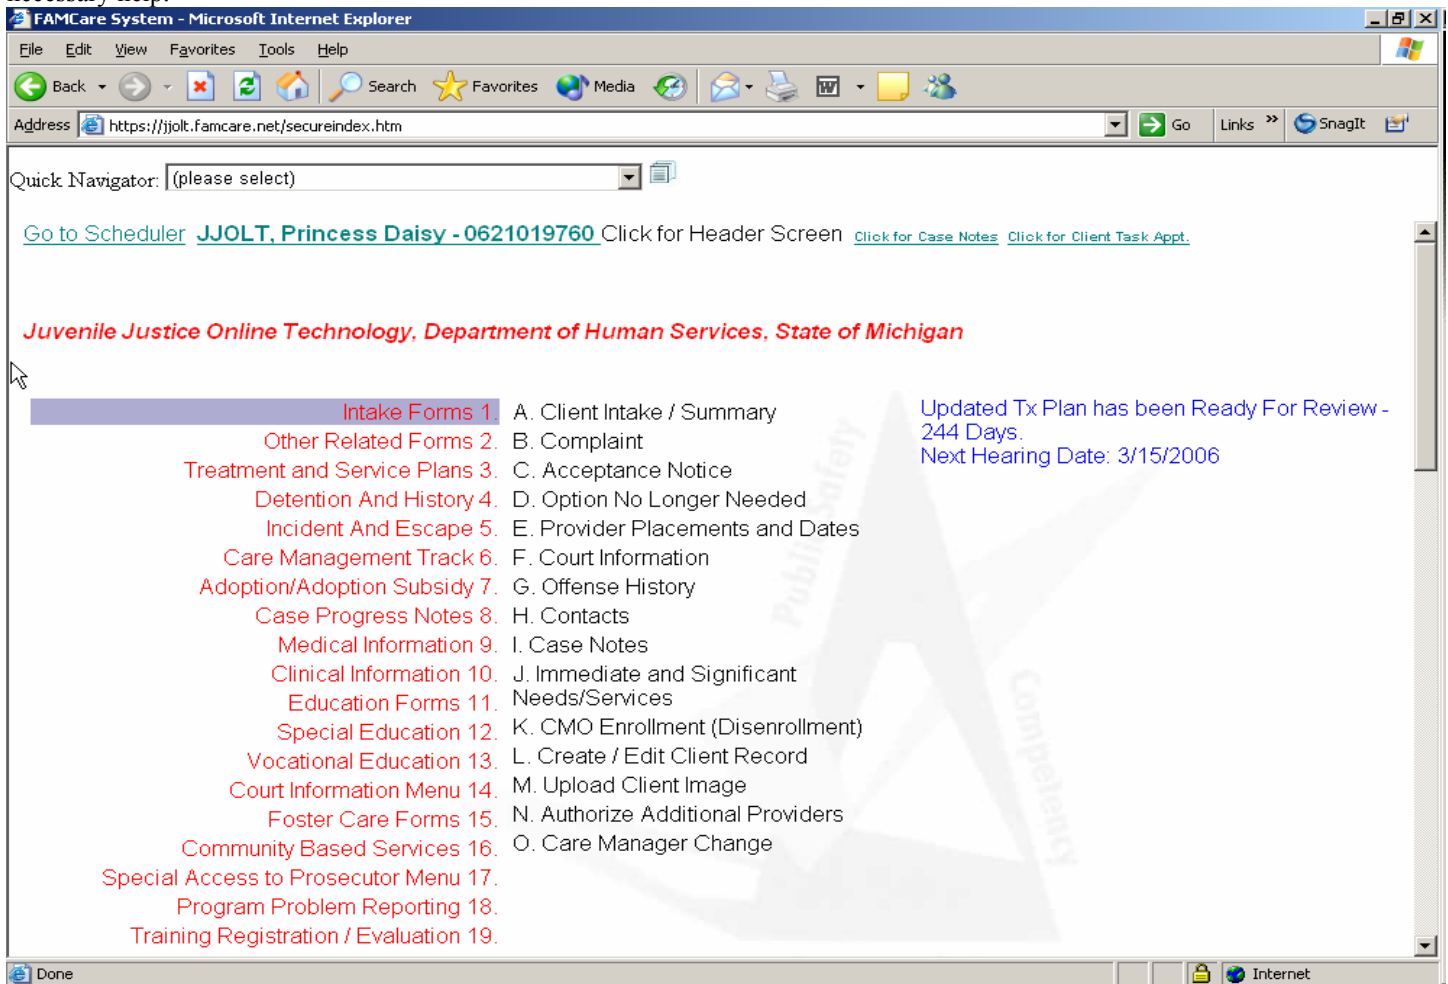 necessary help.
FAMCare System - Microsoft Internet Explorer
File Edit View Favorites Tools Help
Back Search Favorites Media
Address https://jjolt.famcare.net/secureindex.htm Go Links » SnagIt
Quick Navigator: (please select)
Go to Scheduler JJOLT, Princess Daisy - 0621019760 Click for Header Screen Click for Case Notes Click for Client Task Appt.
Juvenile Justice Online Technology, Department of Human Services, State of Michigan
Intake Forms 1.
Other Related Forms 2.
Treatment and Service Plans 3.
Detention And History 4.
Incident And Escape 5.
Care Management Track 6.
Adoption/Adoption Subsidy 7.
Case Progress Notes 8.
Medical Information 9.
Clinical Information 10.
Education Forms 11.
Special Education 12.
Vocational Education 13.
Court Information Menu 14.
Foster Care Forms 15.
Community Based Services 16.
Special Access to Prosecutor Menu 17.
Program Problem Reporting 18.
Training Registration / Evaluation 19.
A. Client Intake / Summary
B. Complaint
C. Acceptance Notice
D. Option No Longer Needed
E. Provider Placements and Dates
F. Court Information
G. Offense History
H. Contacts
I. Case Notes
J. Immediate and Significant
Needs/Services
K. CMO Enrollment (Disenrollment)
L. Create / Edit Client Record
M. Upload Client Image
N. Authorize Additional Providers
O. Care Manager Change
Updated Tx Plan has been Ready For Review -
244 Days.
Next Hearing Date: 3/15/2006
Public Safety
Competency
Done Internet